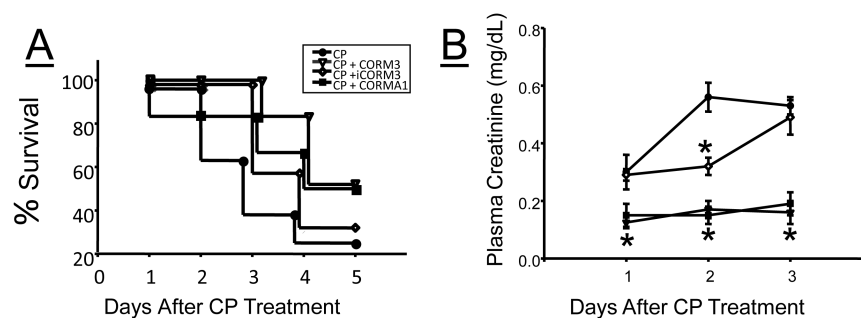 A
CP
CP + CORM3
CP +iCORM3
CP + CORMA1
100
80
60
40
20
% Survival
0 1 2 3 4 5
Days After CP Treatment
B
0.8
0.6
0.4
0.2
0.0
Plasma Creatinine (mg/dL)
*
* * *
1 2 3
Days After CP Treatment